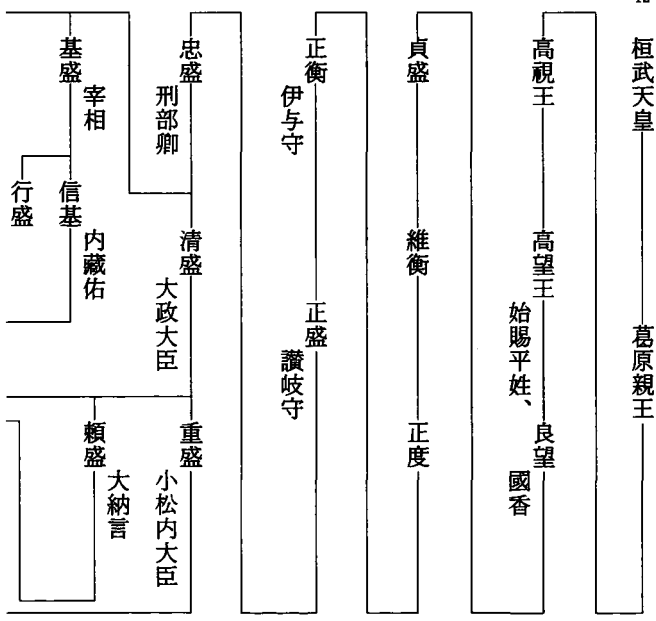 桓武天皇
葛原親王
高視王
高望王
始賜平姓、
良望
國香
貞盛
維衡
正度
正衡
伊与守
正盛
讃岐守
忠盛
刑部卿
清盛
大政大臣
重盛
小松内大臣
頼盛
大納言
基盛
宰相
信基
内藏佑
行盛